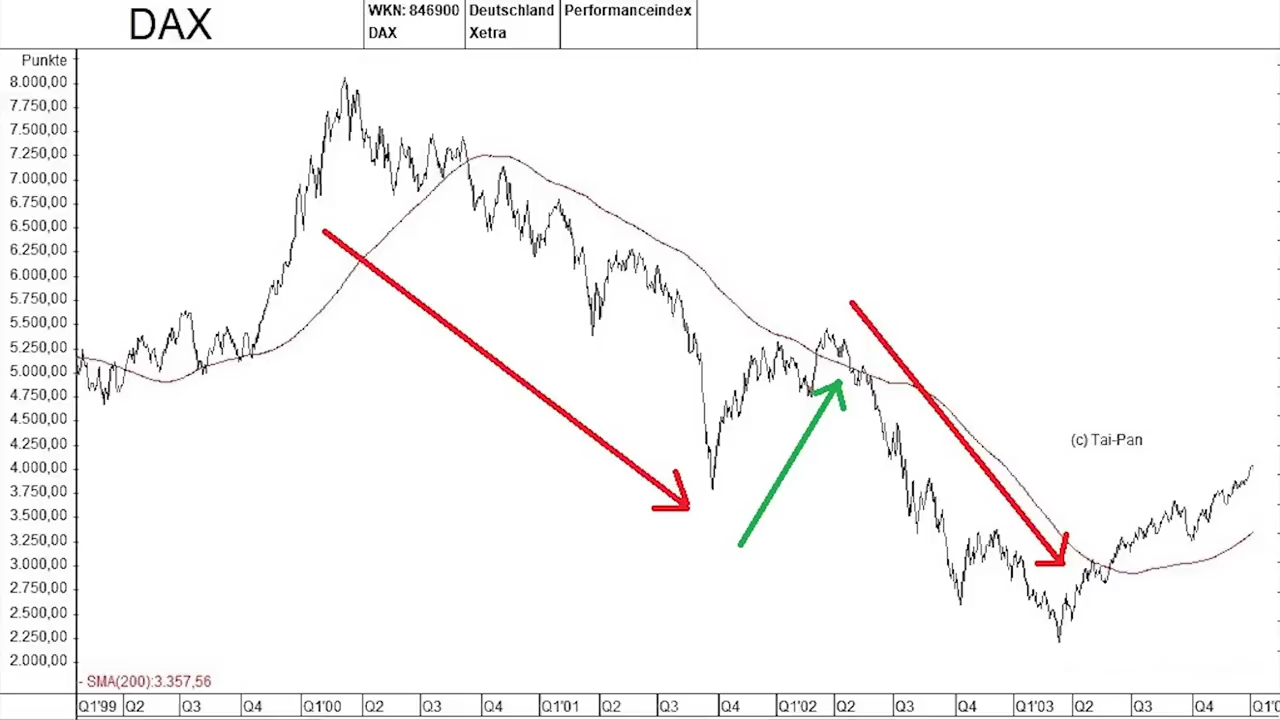 DAX
WKN: 846900
DAX
Deutschland
Xetra
Performanceindex
Punkte
8.000,00
7.750,00
7.500,00
7.250,00
7.000,00
6.750,00
6.500,00
6.250,00
6.000,00
5.750,00
5.500,00
5.250,00
5.000,00
4.750,00
4.500,00
4.250,00
4.000,00
3.750,00
3.500,00
3.250,00
3.000,00
2.750,00
2.500,00
2.250,00
2.000,00
(c) Tai-Pan
- SMA(200):3.357,56
Q1'99 Q2 Q3 Q4 Q1'00 Q2 Q3 Q4 Q1'01 Q2 Q3 Q4 Q1'02 Q2 Q3 Q4 Q1'03 Q2 Q3 Q4